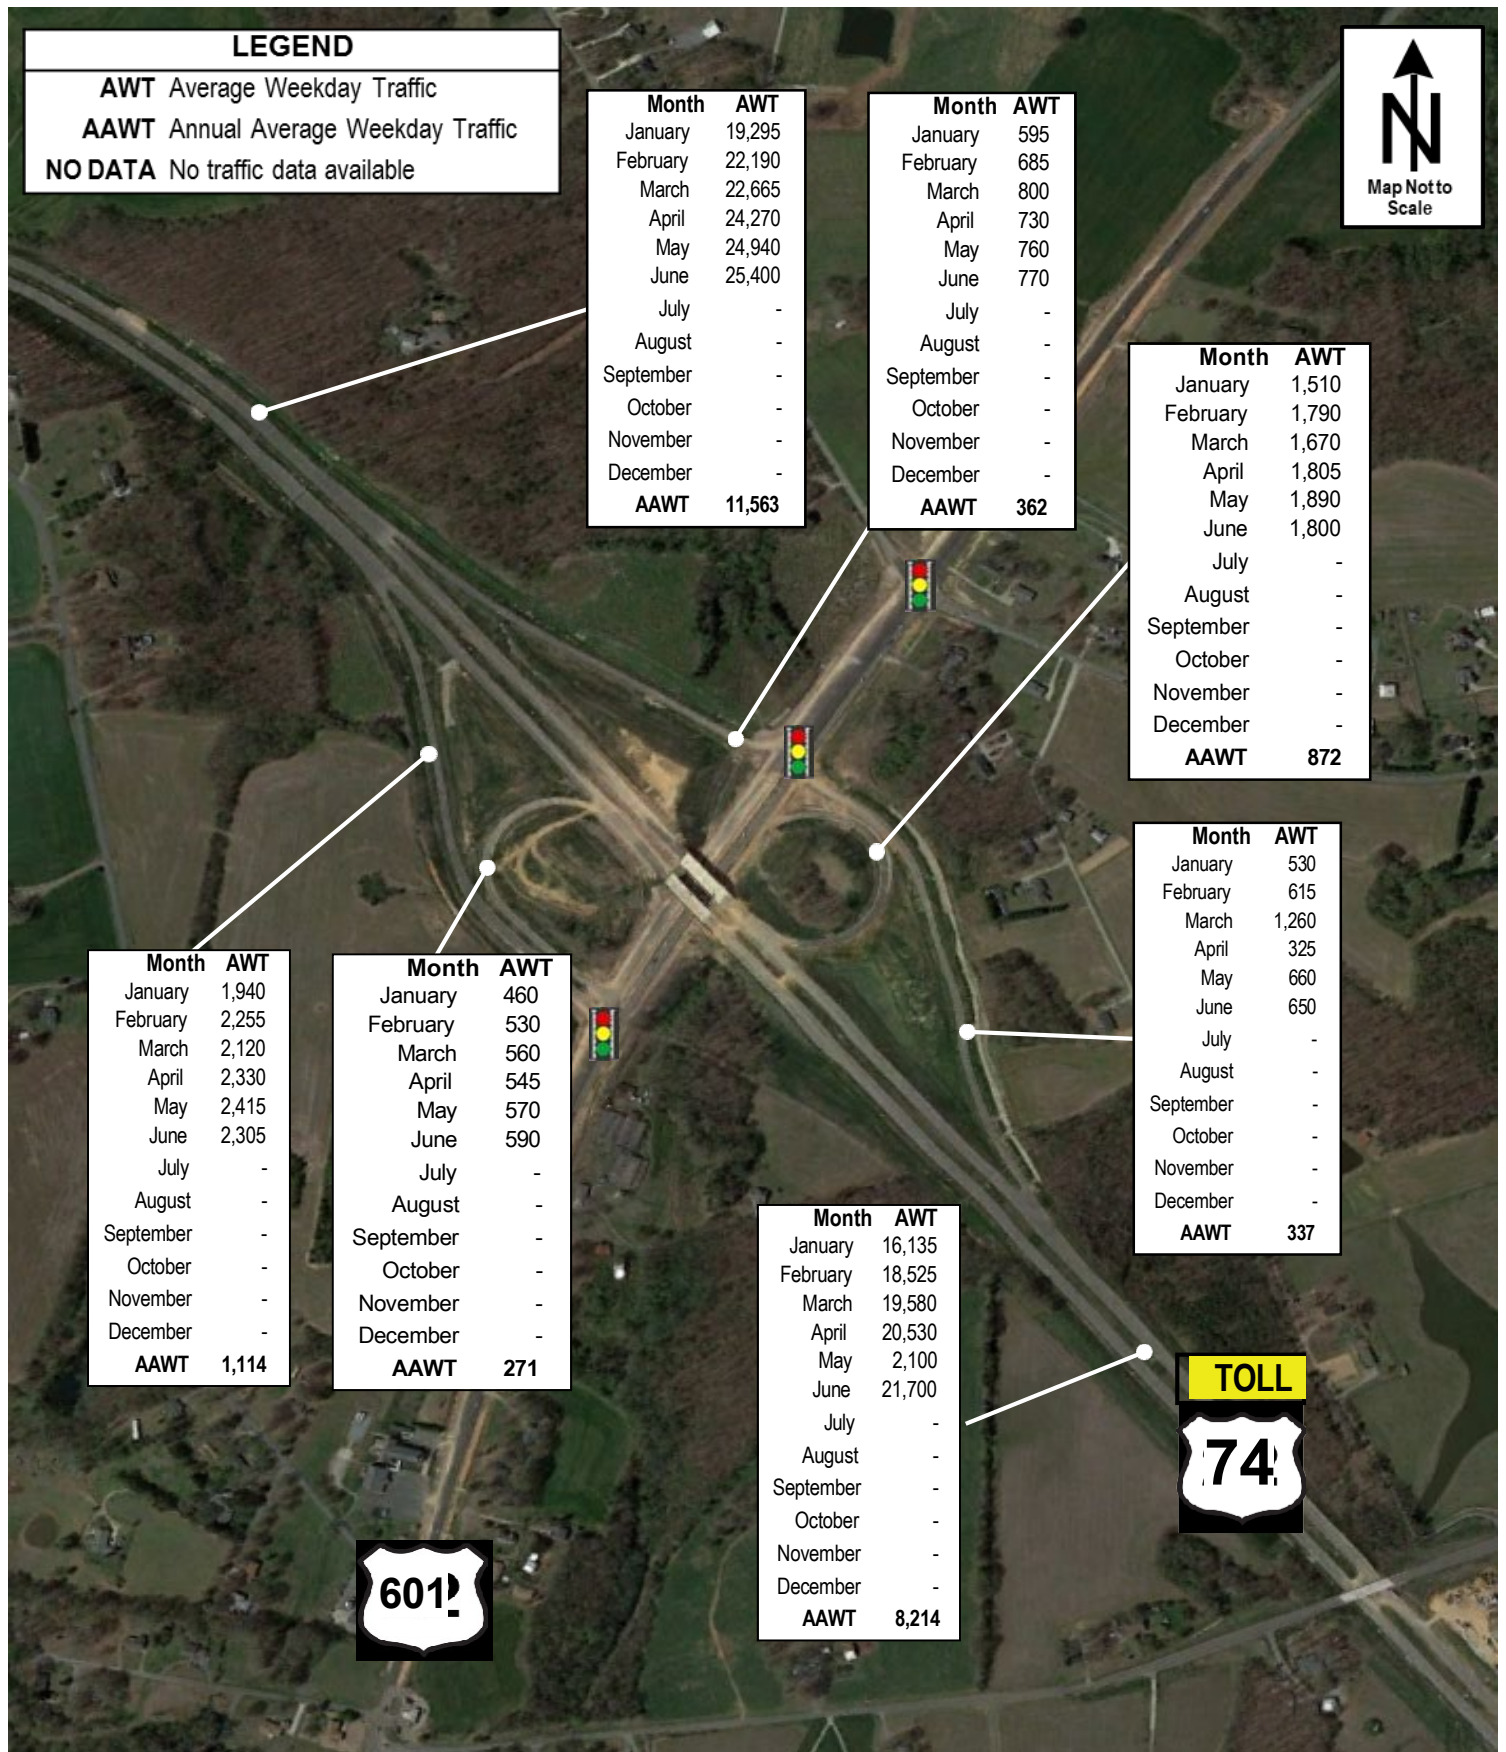 LEGEND
AWT Average Weekday Traffic
AAWT Annual Average Weekday Traffic
NO DATA No traffic data available
Month AWT
January 19,295
February 22,190
March 22,665
April 24,270
May 24,940
June 25,400
July -
August -
September -
October -
November -
December -
AAWT 11,563
Month AWT
January 595
February 685
March 800
April 730
May 760
June 770
July -
August -
September -
October -
November -
December -
AAWT 362
N
Map Not to
Scale
Month AWT
January 1,510
February 1,790
March 1,670
April 1,805
May 1,890
June 1,800
July -
August -
September -
October -
November -
December -
AAWT 872
Month AWT
January 530
February 615
March 1,260
April 325
May 660
June 650
July -
August -
September -
October -
November -
December -
AAWT 337
Month AWT
January 1,940
February 2,255
March 2,120
April 2,330
May 2,415
June 2,305
July -
August -
September -
October -
November -
December -
AAWT 1,114
Month AWT
January 460
February 530
March 560
April 545
May 570
June 590
July -
August -
September -
October -
November -
December -
AAWT 271
Month AWT
January 16,135
February 18,525
March 19,580
April 20,530
May 2,100
June 21,700
July -
August -
September -
October -
November -
December -
AAWT 8,214
TOLL
74
601